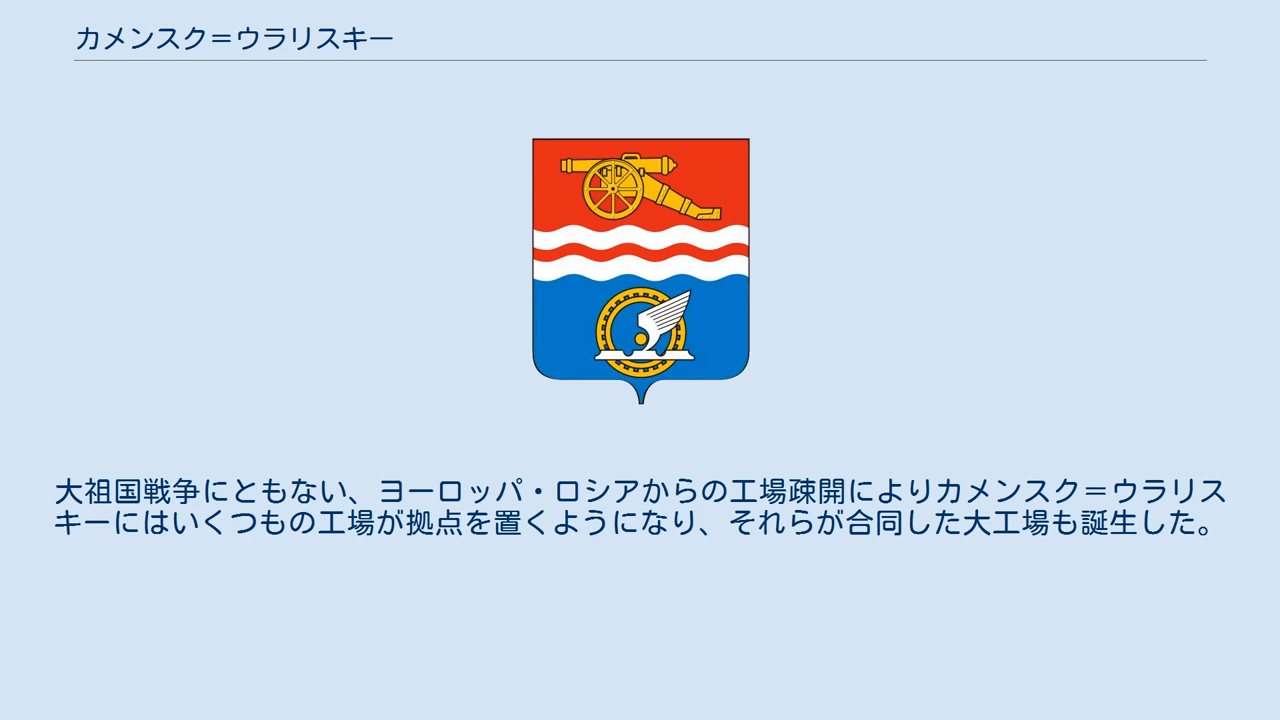 カメンスク＝ウラリスキー
大祖国戦争にともない、ヨーロッパ・ロシアからの工場疎開によりカメンスク＝ウラリス
キーにはいくつもの工場が拠点を置くようになり、それらが合同した大工場も誕生した。